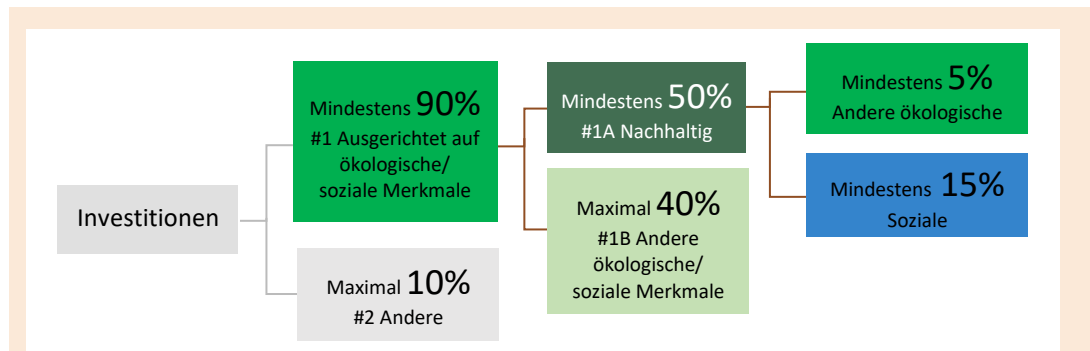 Investitionen
Mindestens 90%
#1 Ausgerichtet auf
ökologische/
soziale Merkmale
Maximal 10%
#2 Andere
Mindestens 50%
#1A Nachhaltig
Maximal 40%
#1B Andere
ökologische/
soziale Merkmale
Mindestens 5%
Andere ökologische
Mindestens 15%
Soziale